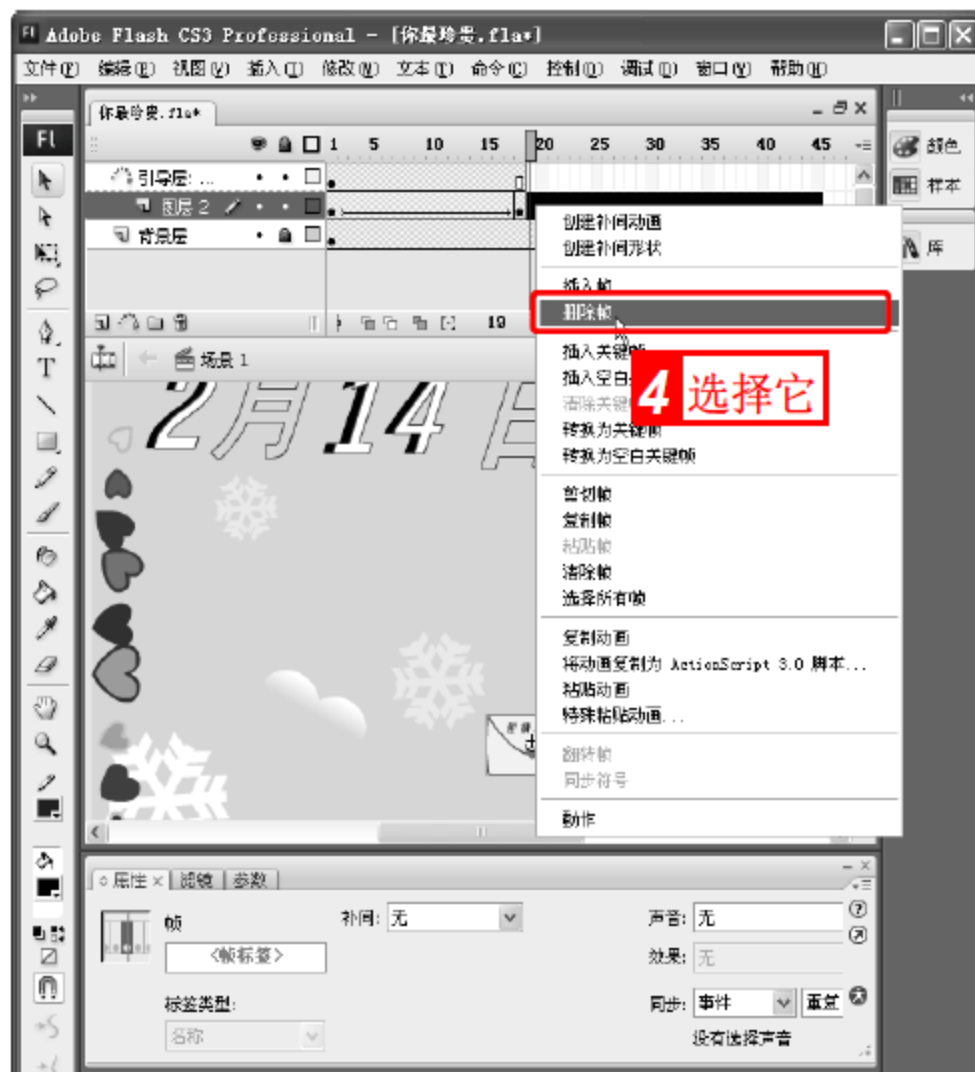 Adobe Flash CS3 Professional - [你最珍贵.fla*]
文件(F) 编辑(E) 视图(V) 插入(I) 修改(M) 文本(T) 命令(C) 控制(O) 调试(D) 窗口(W) 帮助(H)
你最珍贵.fla*
Fl
1 5 10 15 20 25 30 35 40 45
颜色
引导层: ...
样本
图层 2
背景层
库
创建补间动画
创建补间形状
插入帧
删除帧
19
插入关键帧
插入空白
清除关键
转换为关键帧
转换为空白关键帧
4 选择它
场景 1
T
2月14日
剪切帧
复制帧
粘贴帧
清除帧
选择所有帧
复制动画
将动画复制为 ActionScript 3.0 脚本...
粘贴动画
特殊粘贴动画...
翻转帧
同步符号
動作
属性 × 滤镜 参数
帧
补间: 无
声音: 无
<帧标签>
效果: 无
标签类型:
同步: 事件 重复
名称
没有选择声音